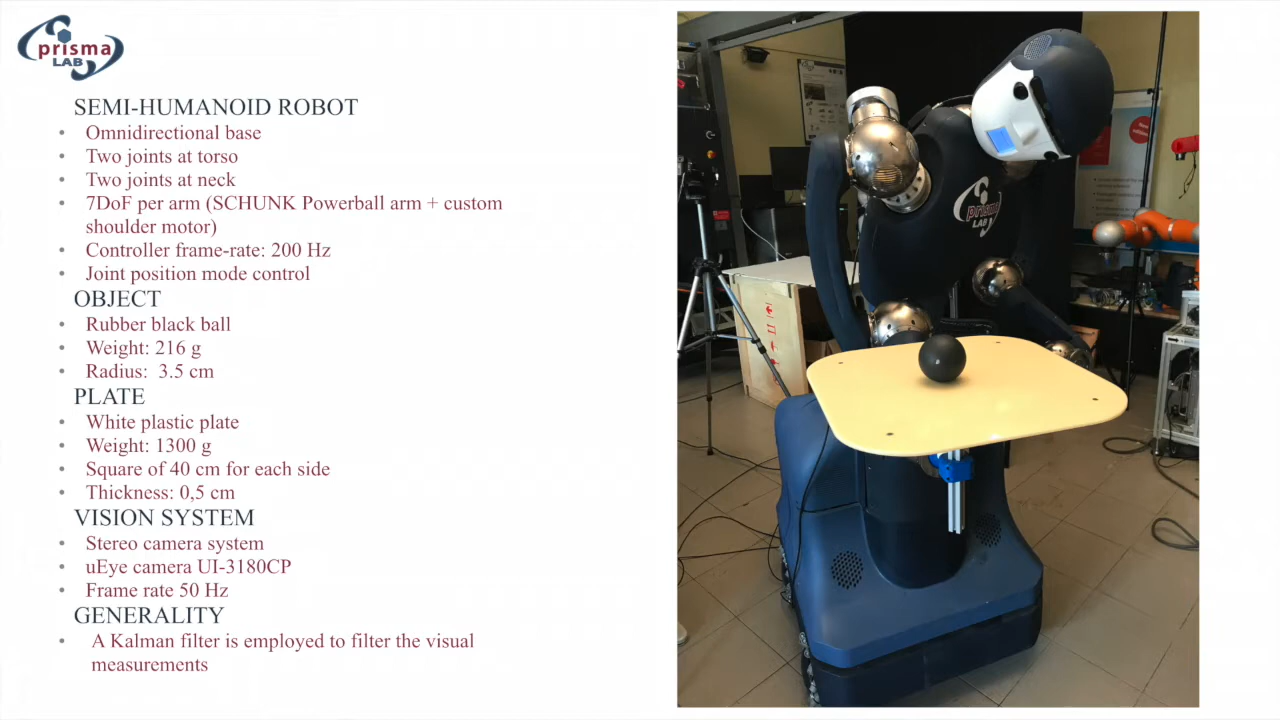 prisma
LAB
SEMI-HUMANOID ROBOT
• Omnidirectional base
• Two joints at torso
• Two joints at neck
• 7DoF per arm (SCHUNK Powerball arm + custom
shoulder motor)
• Controller frame-rate: 200 Hz
• Joint position mode control
OBJECT
• Rubber black ball
• Weight: 216 g
• Radius: 3.5 cm
PLATE
• White plastic plate
• Weight: 1300 g
• Square of 40 cm for each side
• Thickness: 0,5 cm
VISION SYSTEM
• Stereo camera system
• uEye camera UI-3180CP
• Frame rate 50 Hz
GENERALITY
• A Kalman filter is employed to filter the visual
measurements
prisma
LAB